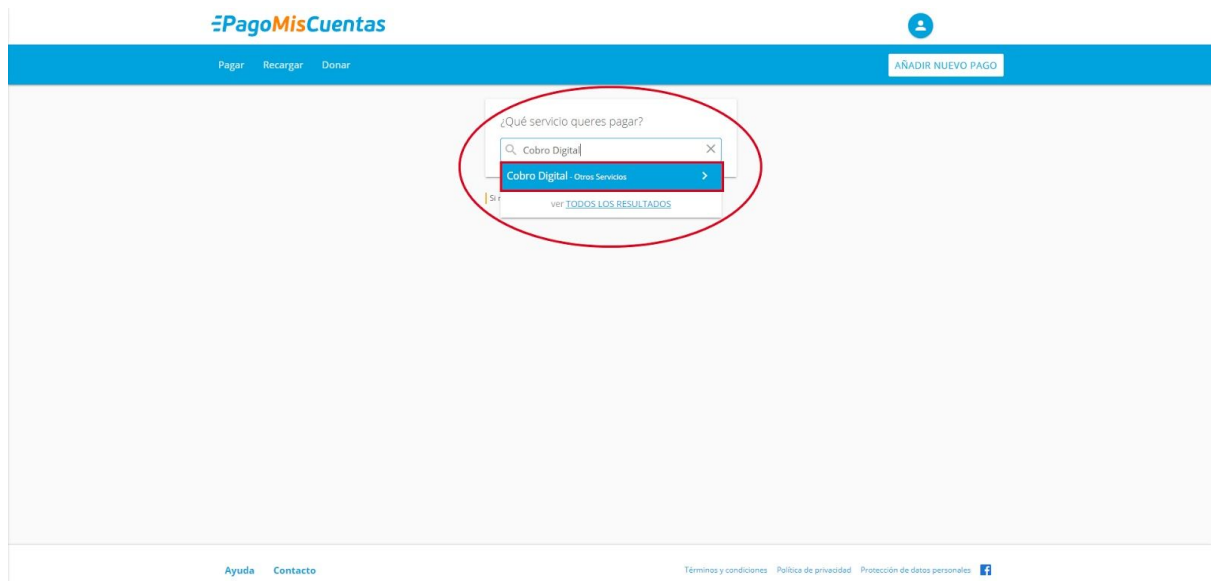 PagoMisCuentas
Pagar Recargar Donar
AÑADIR NUEVO PAGO
¿Qué servicio queres pagar?
Cobro Digital
Cobro Digital - Otros Servicios
Si
ver TODOS LOS RESULTADOS
Ayuda Contacto
Términos y condiciones Política de privacidad Protección de datos personales